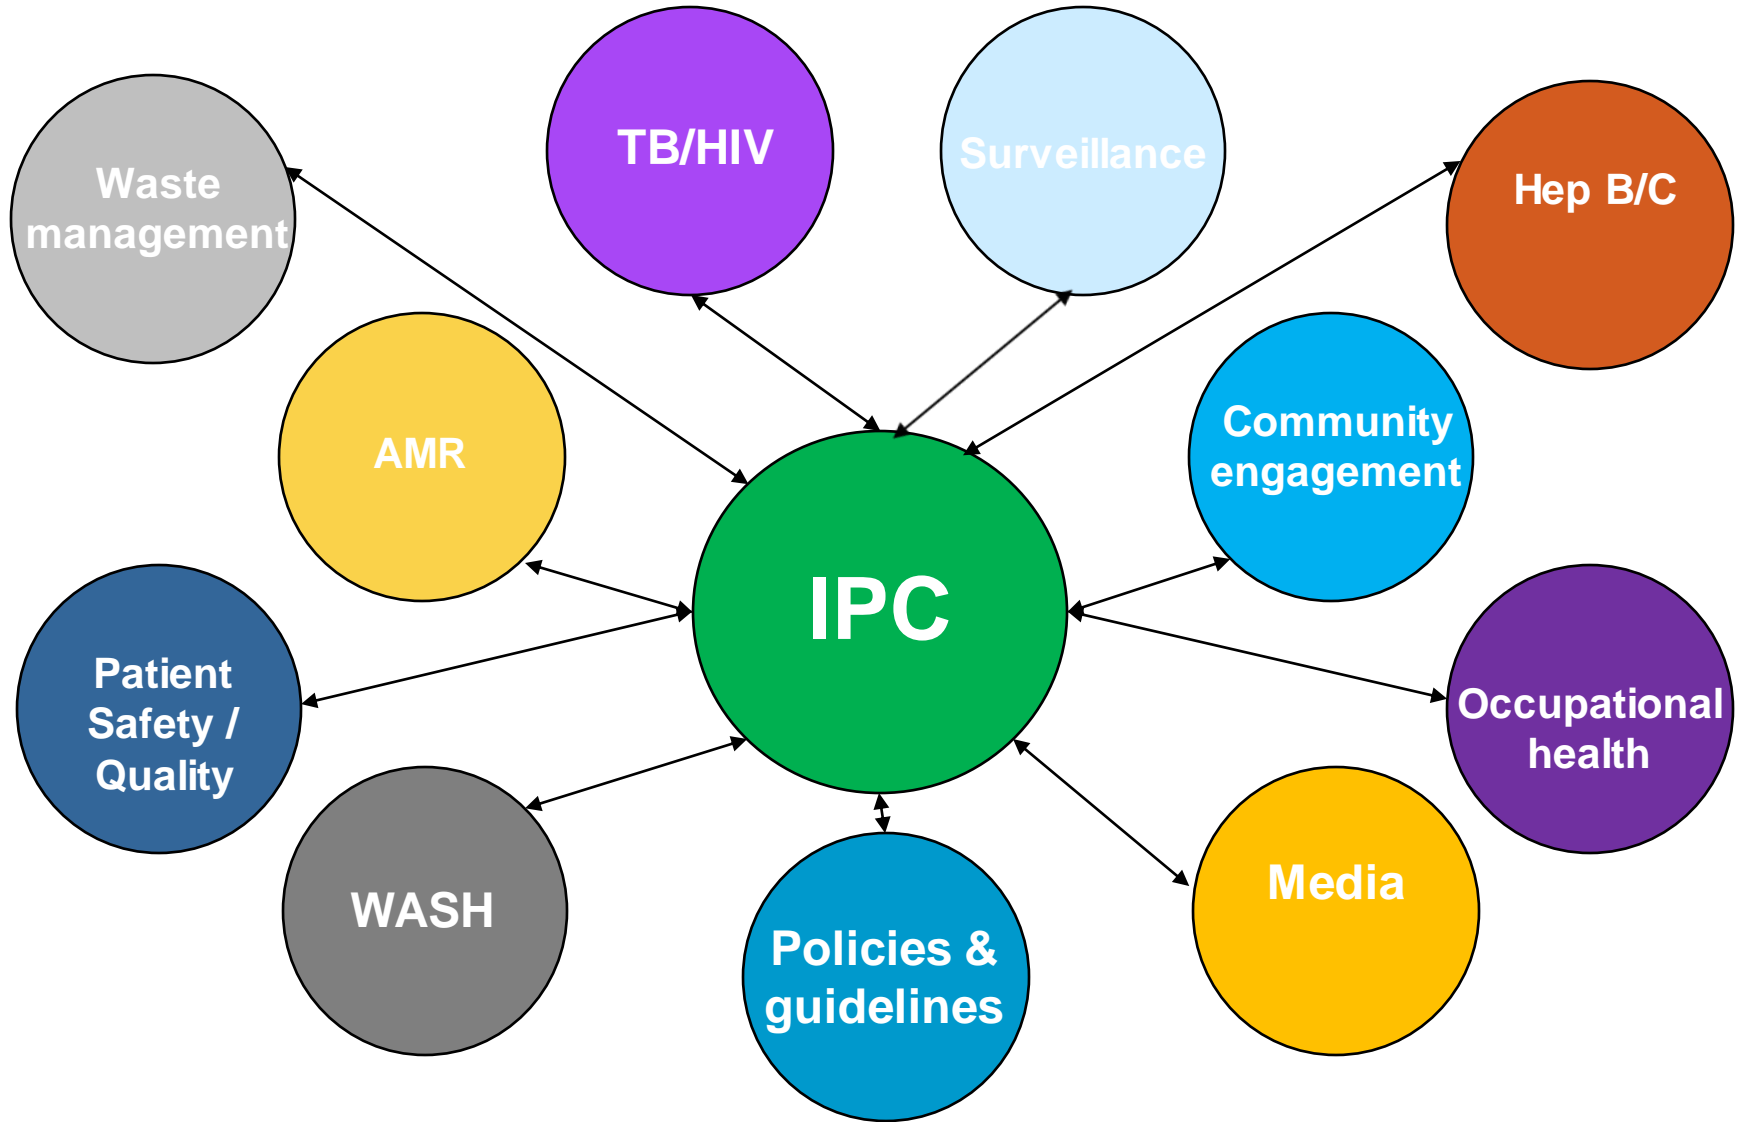 TB/HIV
Surveillance
Waste
management
Hep B/C
AMR
Community
engagement
IPC
Patient
Safety /
Quality
Occupational
health
WASH
Media
Policies &
guidelines